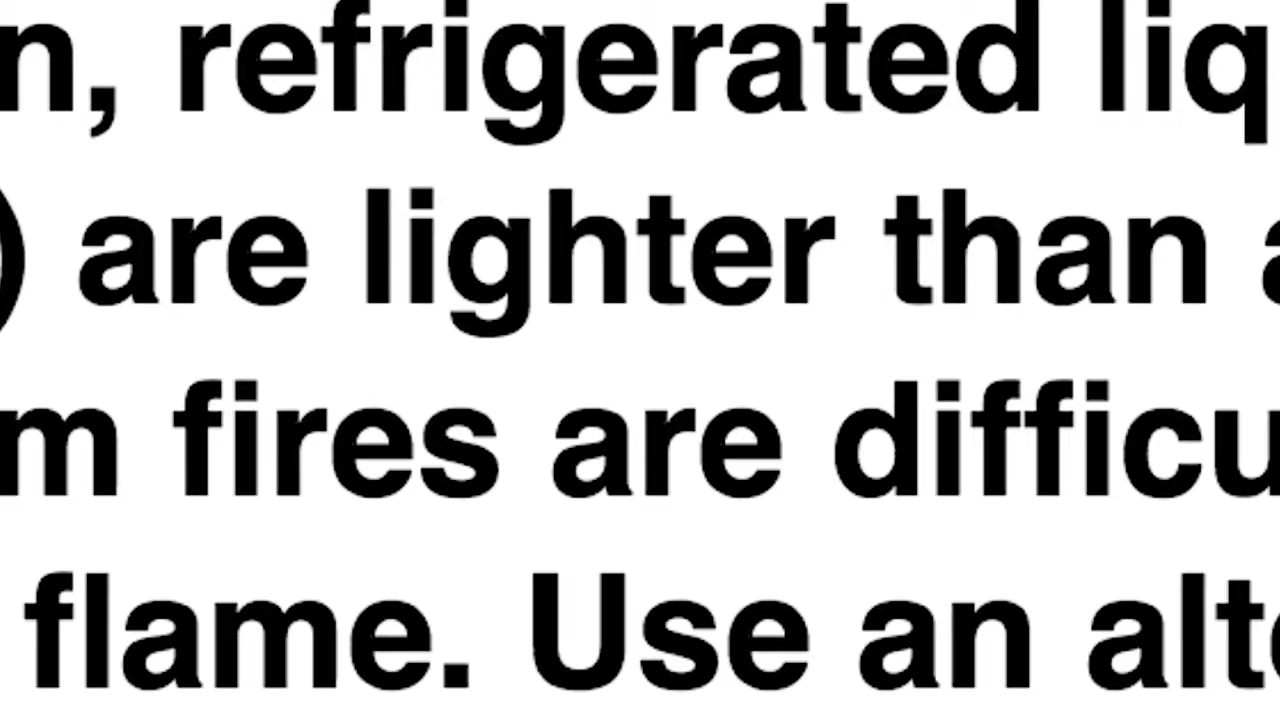 n, refrigerated liq
) are lighter than a
m fires are difficu
flame. Use an alte